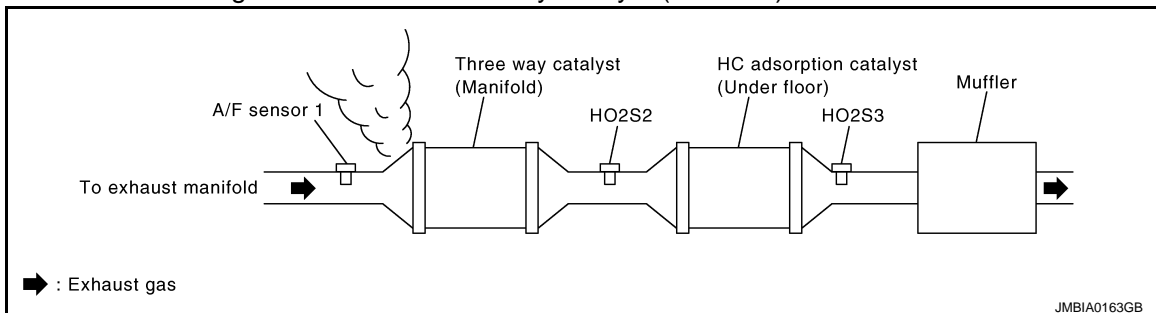 Three way catalyst
(Manifold)
HC adsorption catalyst
(Under floor)
Muffler
A/F sensor 1
HO2S2
HO2S3
To exhaust manifold
: Exhaust gas
JMBIA0163GB